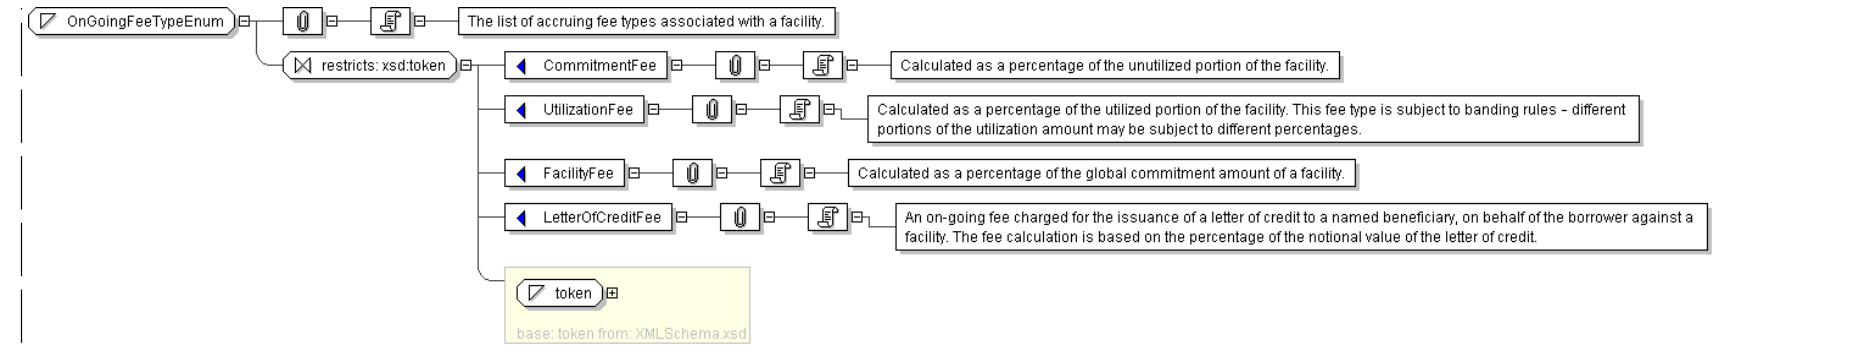 OnGoingFeeTypeEnum
The list of accruing fee types associated with a facility.
restricts: xsd:token
CommitmentFee
Calculated as a percentage of the unutilized portion of the facility.
UtilizationFee
Calculated as a percentage of the utilized portion of the facility. This fee type is subject to banding rules - different
portions of the utilization amount may be subject to different percentages.
FacilityFee
Calculated as a percentage of the global commitment amount of a facility.
LetterOfCreditFee
An on-going fee charged for the issuance of a letter of credit to a named beneficiary, on behalf of the borrower against a
facility. The fee calculation is based on the percentage of the notional value of the letter of credit.
token
base: token from: XMLSchema.xsd